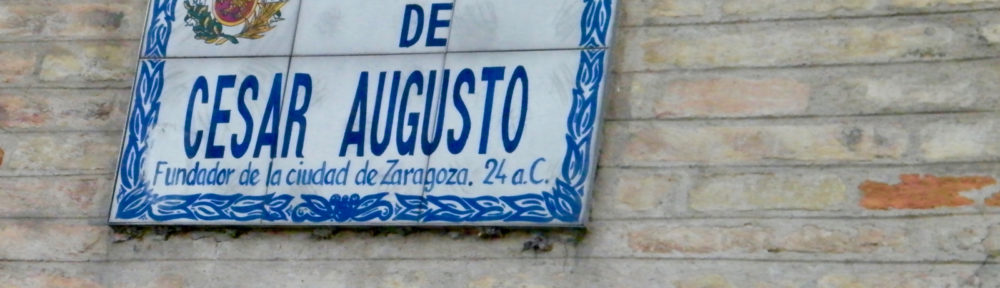 DE
CESAR AUGUSTO
Fundador de la ciudad de Zaragoza. 24 a.C.